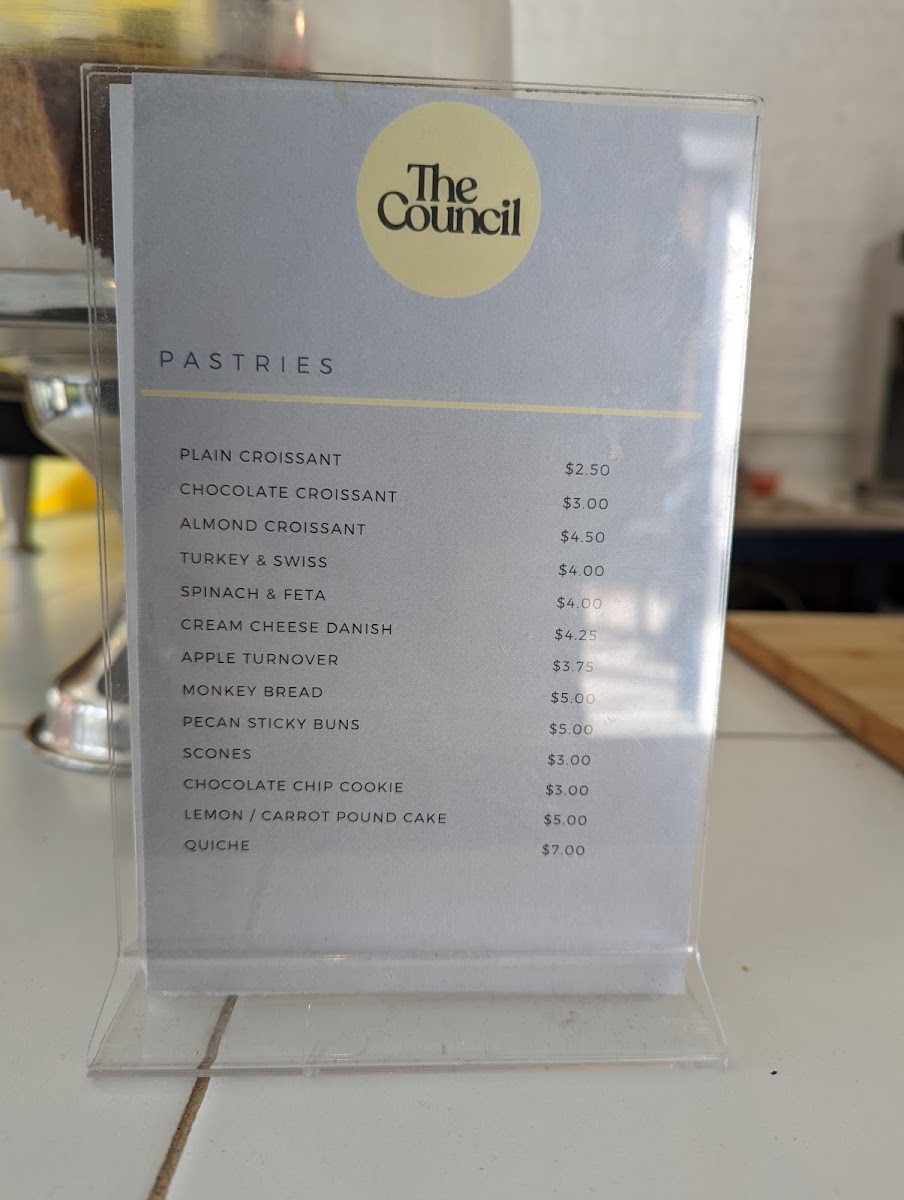 The
Council
PASTRIES
PLAIN CROISSANT $2.50
CHOCOLATE CROISSANT $3.00
ALMOND CROISSANT $4.50
TURKEY & SWISS $4.00
SPINACH & FETA $4.00
CREAM CHEESE DANISH $4.25
APPLE TURNOVER $3.75
MONKEY BREAD $5.00
PECAN STICKY BUNS $5.00
SCONES $3.00
CHOCOLATE CHIP COOKIE $3.00
LEMON / CARROT POUND CAKE $5.00
QUICHE $7.00